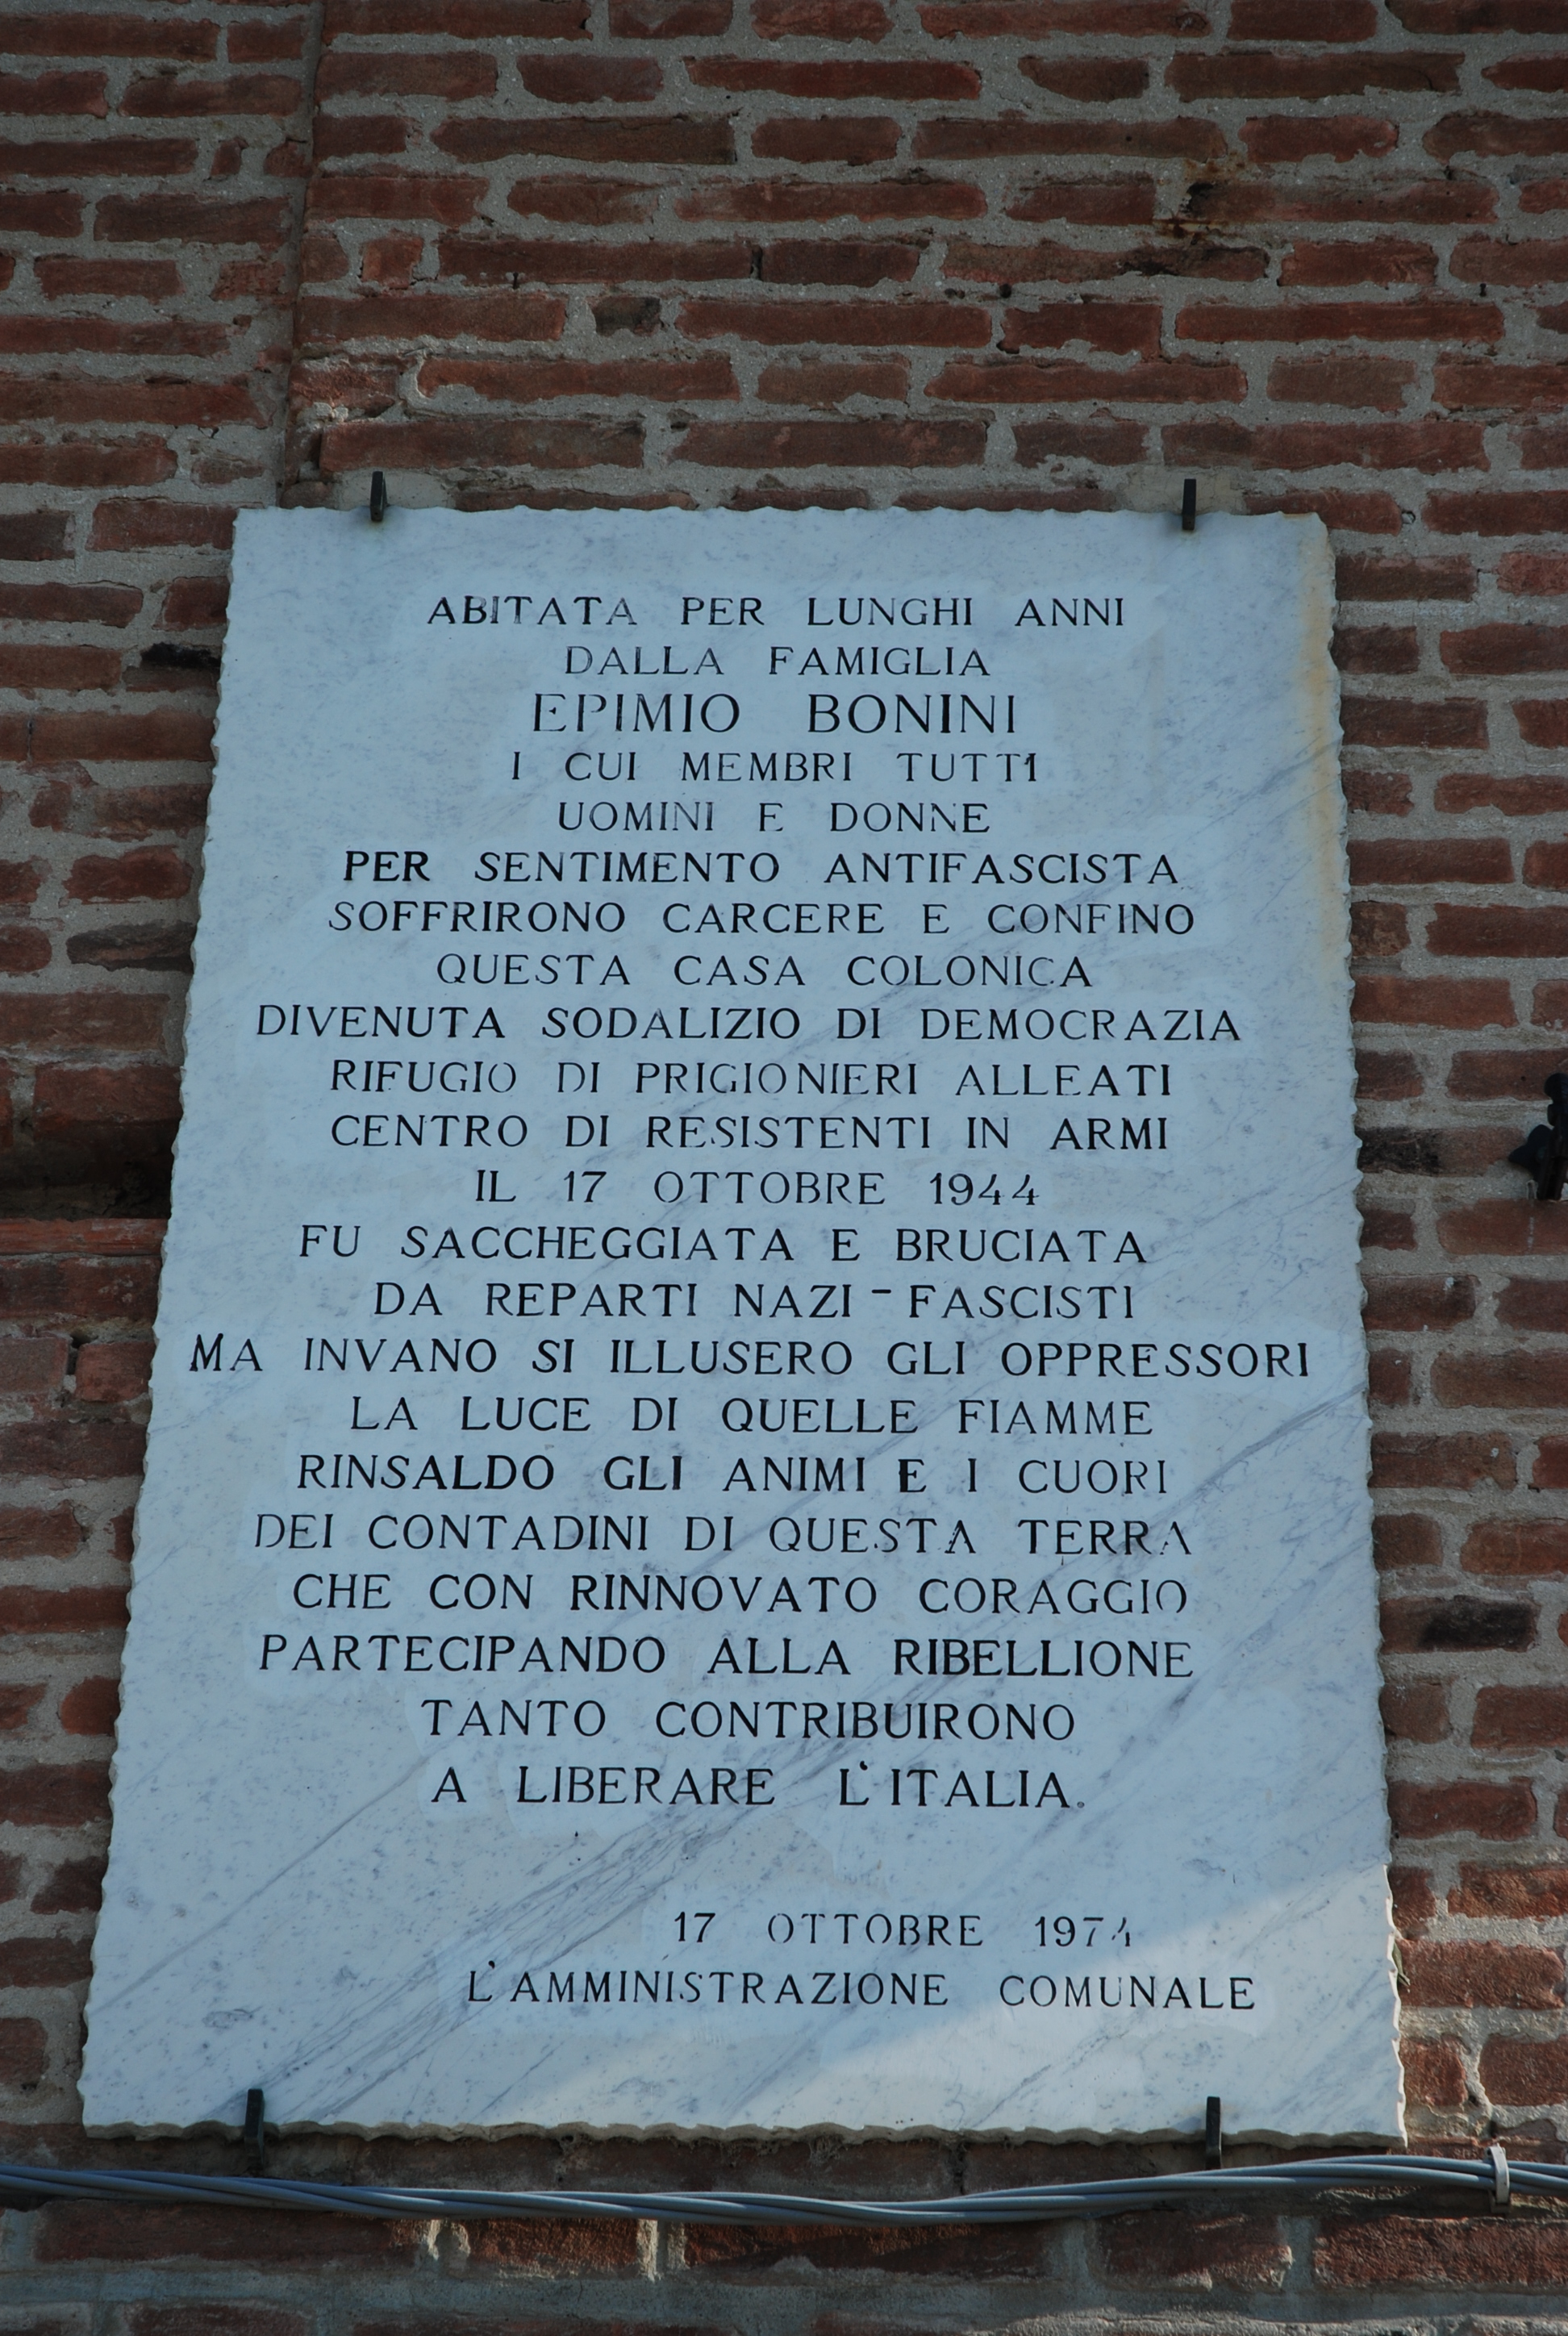 ABITATA PER LUNGHI ANNI
DALLA FAMIGLIA
EPIMIO BONINI
I CUI MEMBRI TUTTI
UOMINI E DONNE
PER SENTIMENTO ANTIFASCISTA
SOFFRIRONO CARCERE E CONFINO
QUESTA CASA COLONICA
DIVENUTA SODALIZIO DI DEMOCRAZIA
RIFUGIO DI PRIGIONIERI ALLEATI
CENTRO DI RESISTENTI IN ARMI
IL 17 OTTOBRE 1944
FU SACCHEGGIATA E BRUCIATA
DA REPARTI NAZI-FASCISTI
MA INVANO SI ILLUSERO GLI OPPRESSORI
LA LUCE DI QUELLE FIAMME
RINSALDO GLI ANIMI E I CUORI
DEI CONTADINI DI QUESTA TERRA
CHE CON RINNOVATO CORAGGIO
PARTECIPANDO ALLA RIBELLIONE
TANTO CONTRIBUIRONO
A LIBERARE L'ITALIA.
17 OTTOBRE 1974
L'AMMINISTRAZIONE COMUNALE